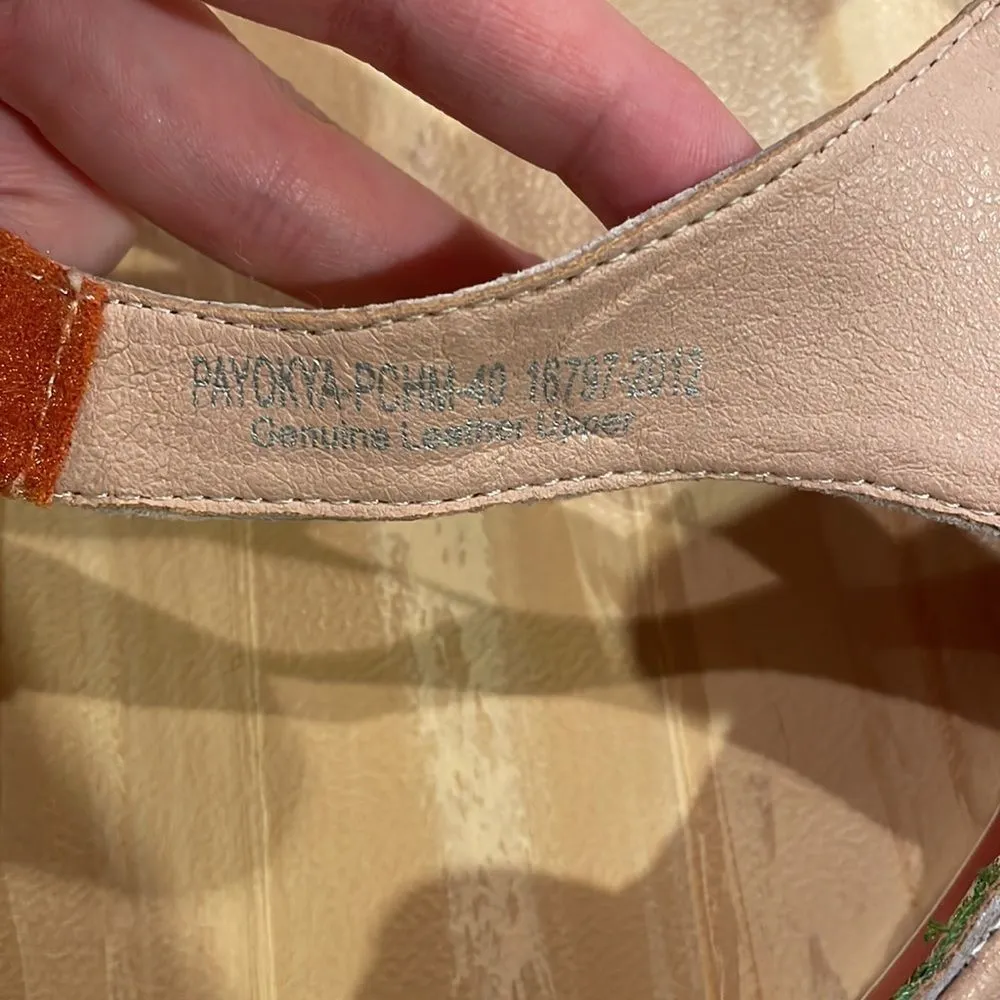 PAYOKYA-PCHM-40 16797-2012
Genuine Leather Upper